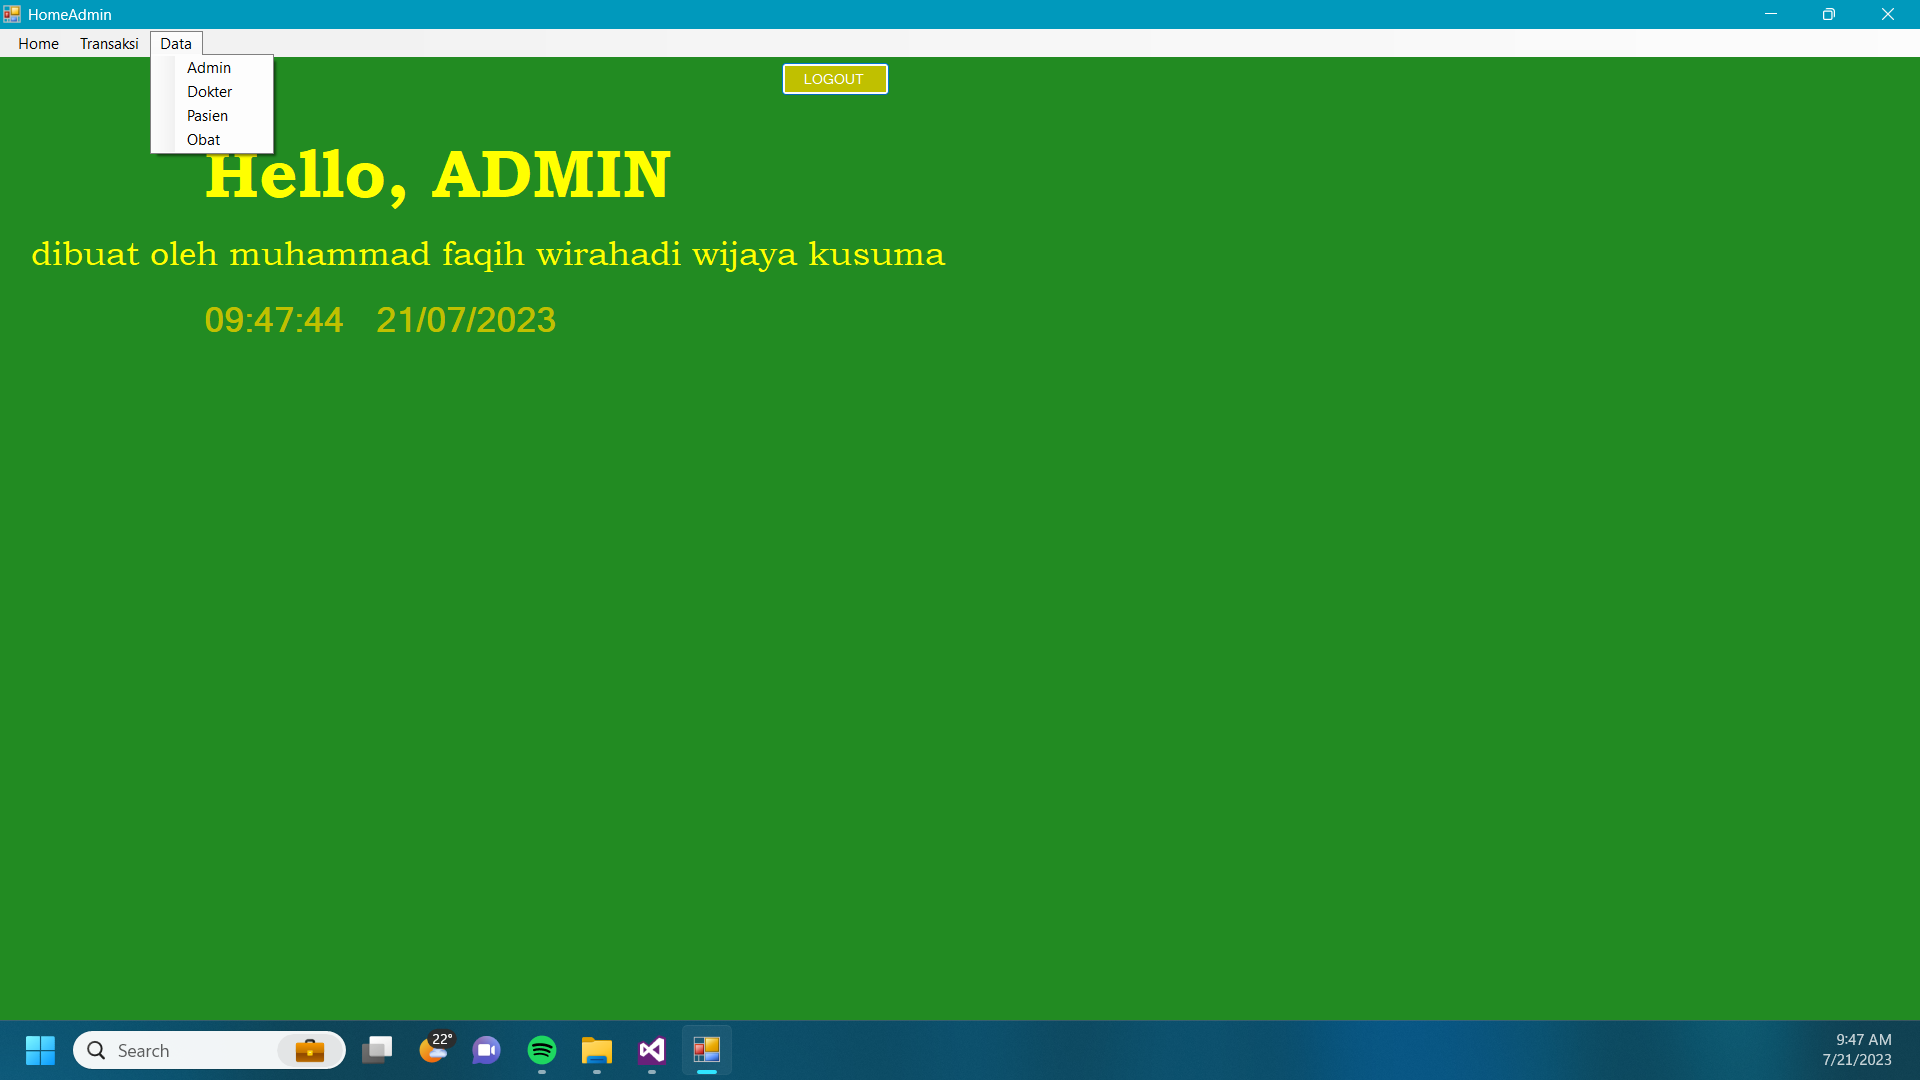 HomeAdmin
Home Transaksi Data
Admin
Dokter
Pasien
Obat
LOGOUT
Hello, ADMIN
dibuat oleh muhammad faqih wirahadi wijaya kusuma
09:47:44 21/07/2023
Search
22°
9:47 AM
7/21/2023